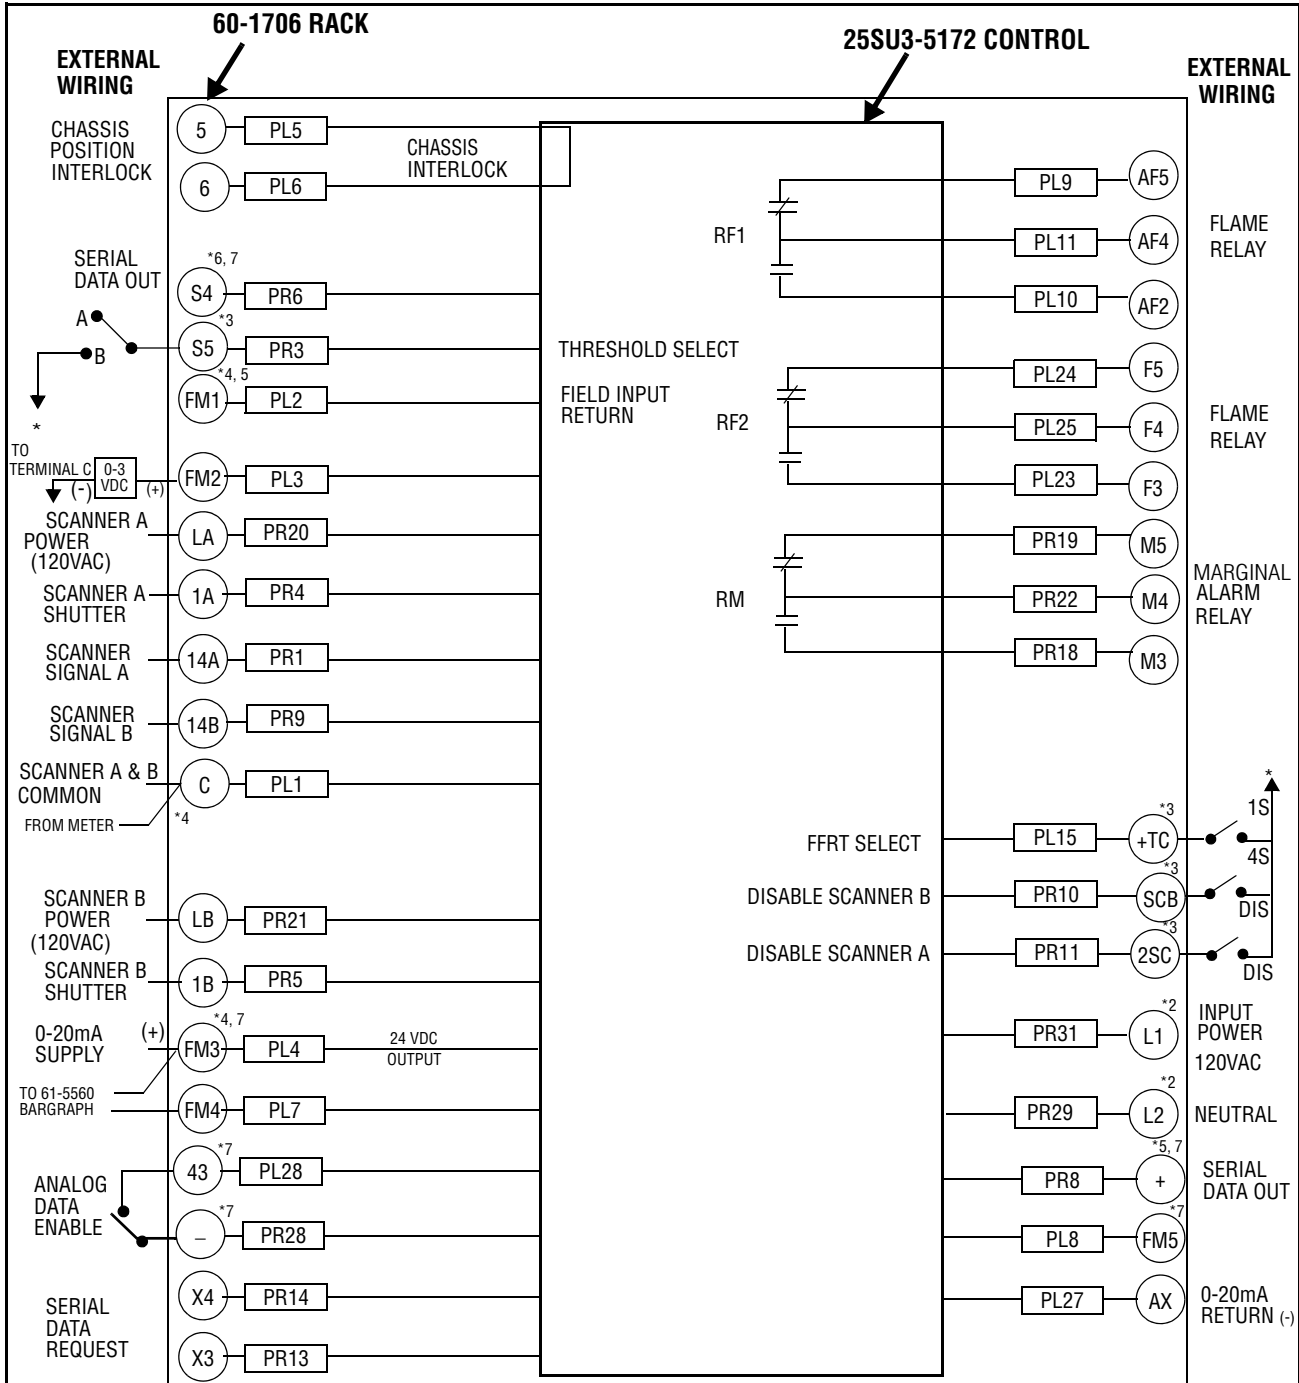 60-1706 RACK
25SU3-5172 CONTROL
EXTERNAL
WIRING
EXTERNAL
WIRING
CHASSIS
POSITION
INTERLOCK
5
PL5
6
PL6
CHASSIS
INTERLOCK
SERIAL
DATA OUT
A
B
*
*6, 7
S4
PR6
*3
S5
PR3
THRESHOLD SELECT
*4, 5
FM1
PL2
FIELD INPUT
RETURN
TO
TERMINAL C
(-)
0-3
VDC
(+)
FM2
PL3
SCANNER A
POWER
(120VAC)
LA
PR20
SCANNER A
SHUTTER
1A
PR4
SCANNER
SIGNAL A
14A
PR1
SCANNER
SIGNAL B
14B
PR9
SCANNER A & B
COMMON
C
PL1
FROM METER
*4
SCANNER B
POWER
(120VAC)
LB
PR21
SCANNER B
SHUTTER
1B
PR5
0-20mA
SUPPLY
(+)
*4, 7
FM3
PL4
24 VDC
OUTPUT
TO 61-5560
BARGRAPH
FM4
PL7
ANALOG
DATA
ENABLE
*7
43
PL28
*7
–
PR28
SERIAL
DATA
REQUEST
X4
PR14
X3
PR13
RF1
PL9
AF5
PL11
AF4
PL10
AF2
FLAME
RELAY
RF2
PL24
F5
PL25
F4
PL23
F3
FLAME
RELAY
RM
PR19
M5
PR22
M4
PR18
M3
MARGINAL
ALARM
RELAY
*
FFRT SELECT
PL15
*3
+TC
1S
4S
DISABLE SCANNER B
PR10
*3
SCB
DIS
DISABLE SCANNER A
PR11
*3
2SC
DIS
PR31
*2
L1
INPUT
POWER
120VAC
PR29
*2
L2
NEUTRAL
PR8
*5, 7
+
SERIAL
DATA OUT
PL8
*7
FM5
PL27
AX
0-20mA
RETURN (-)